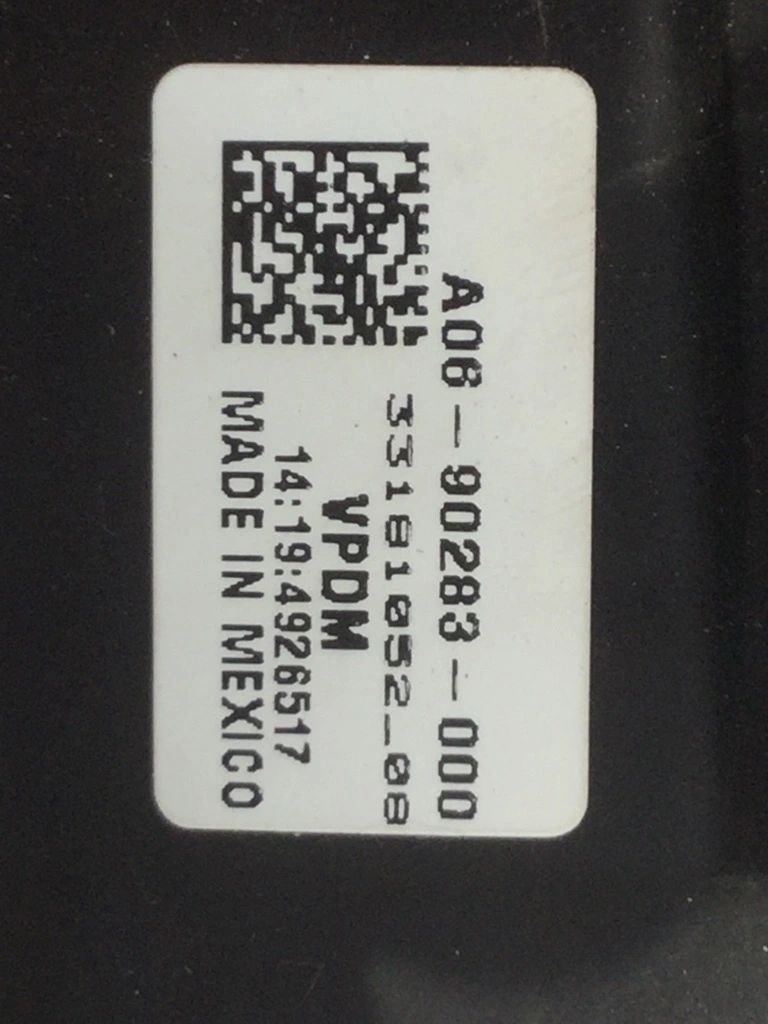 A06-90283-000
33181052_08
VPDM
14:19:4926517
MADE IN MEXICO